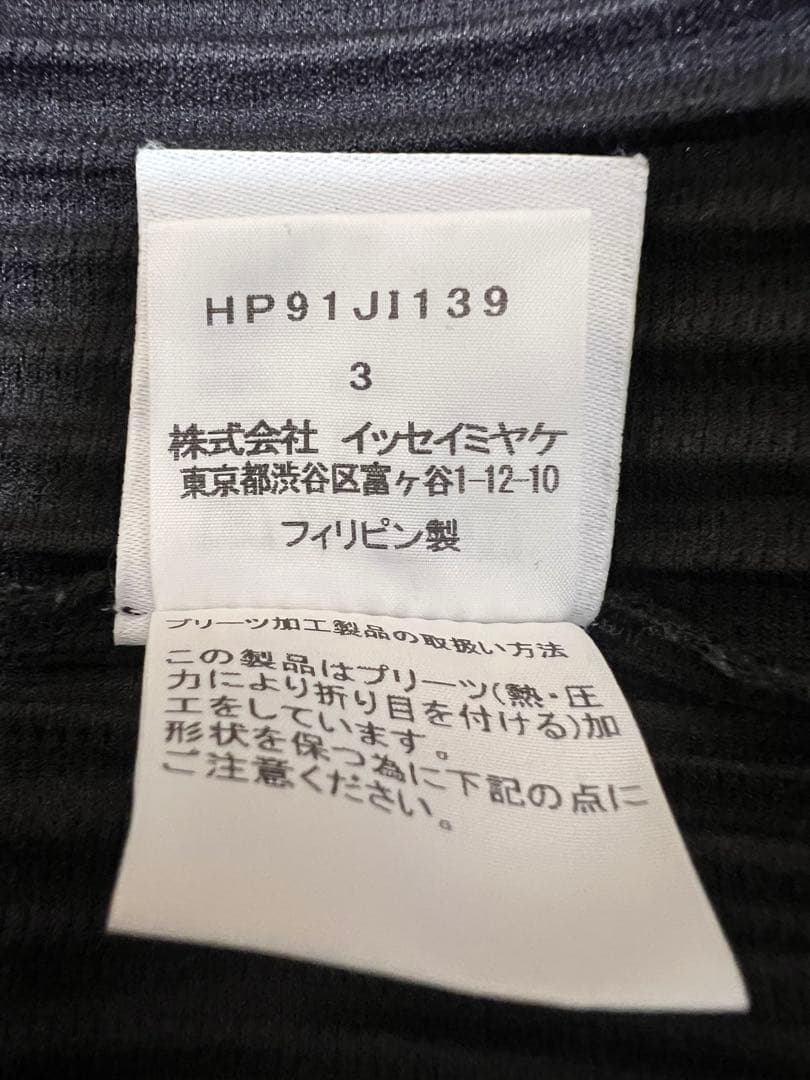 HP91JI139
3
株式会社 イッセイミヤケ
東京都渋谷区富ヶ谷1-12-10
フィリピン製
プリーツ加工製品の取扱い方法
この製品はプリーツ(熱・圧
力により折り目を付ける)加
工をしています。
形状を保つ為に下記の点に
ご注意ください。